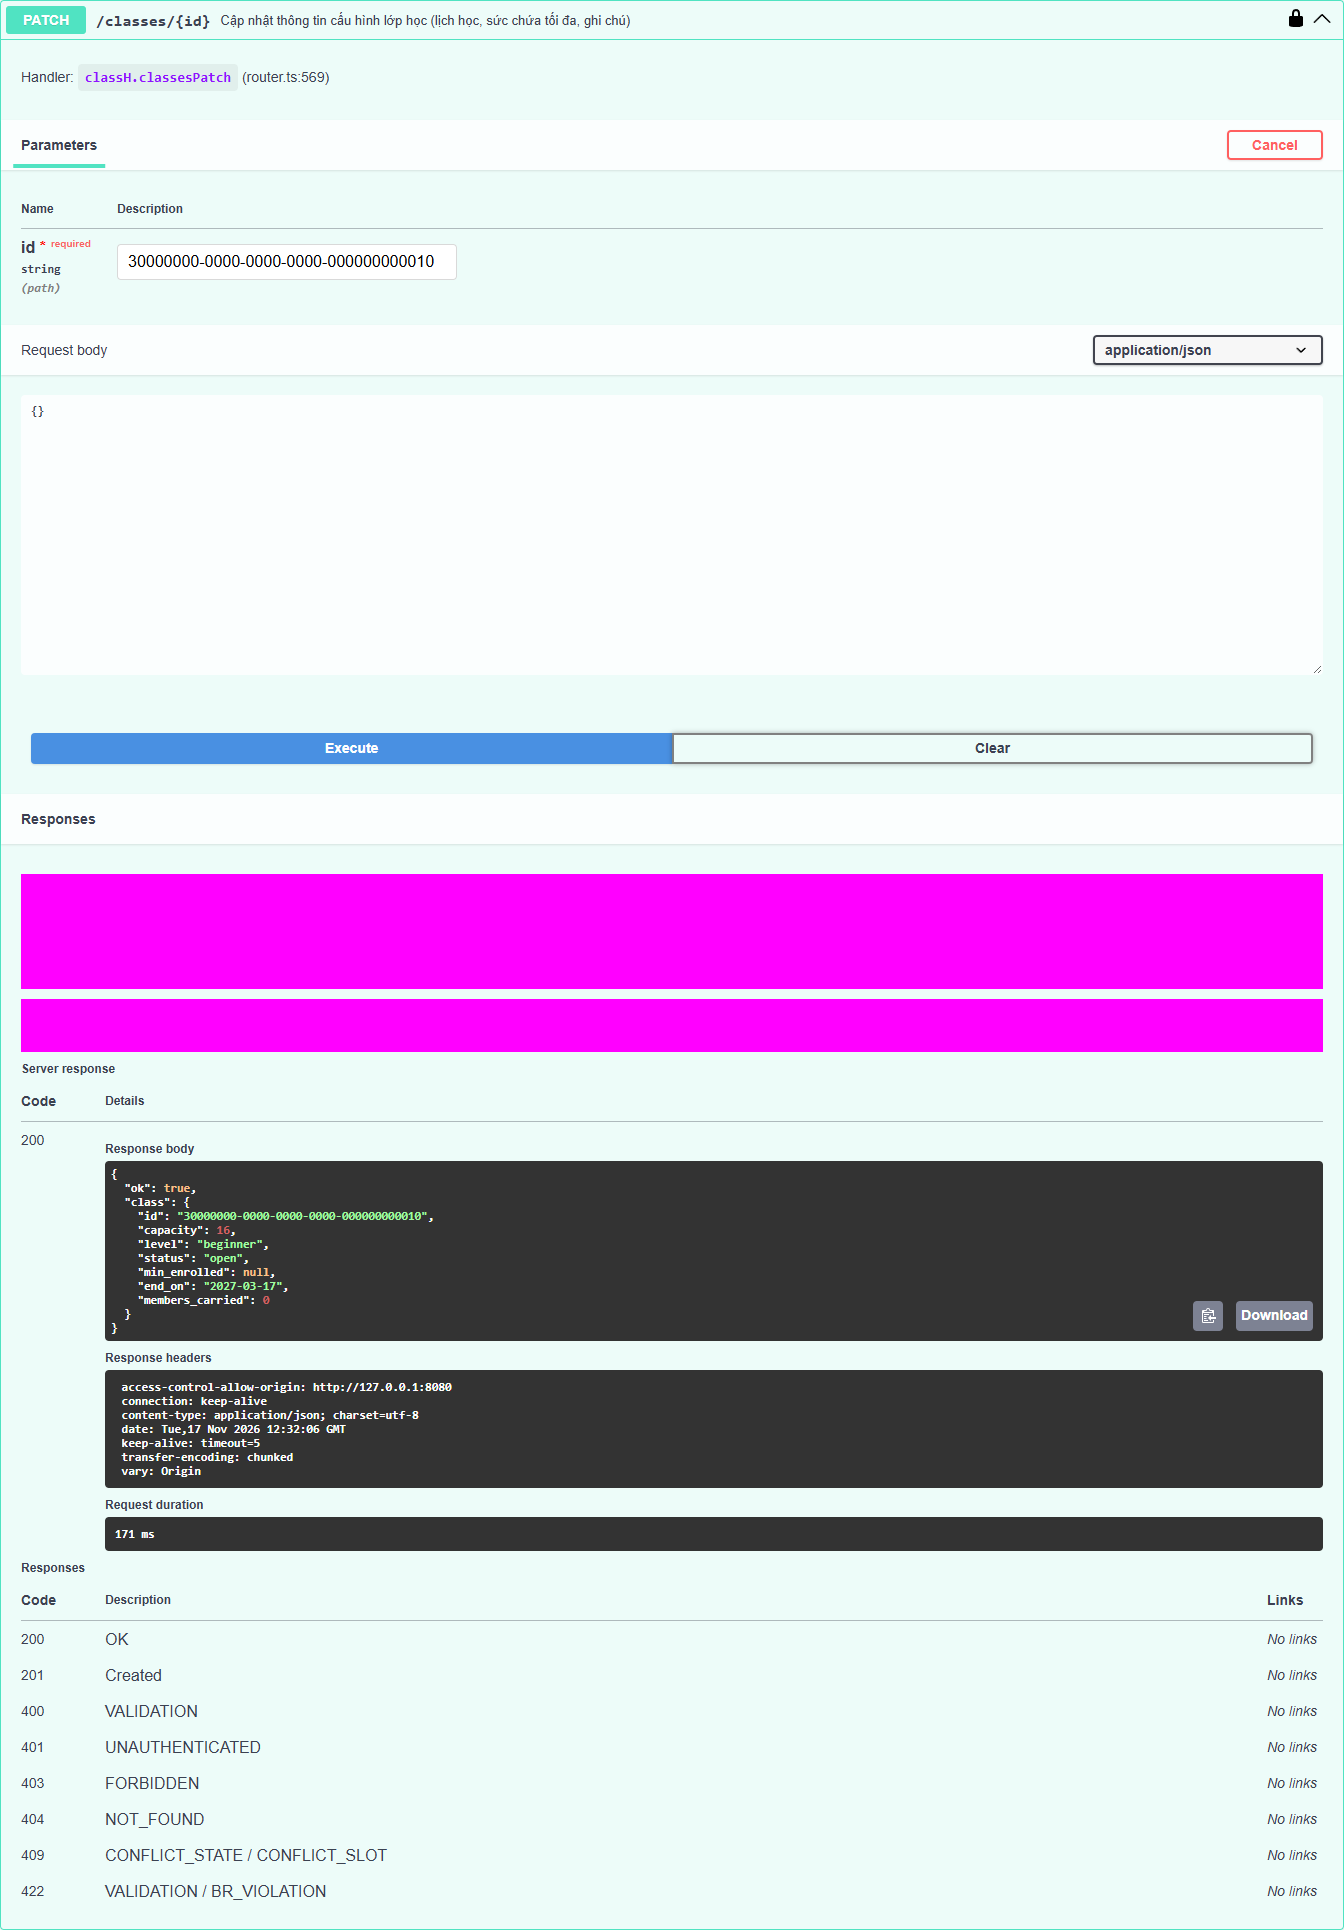 PATCH /classes/{id} Cập nhật thông tin cấu hình lớp học (lịch học, sức chứa tối đa, ghi chú)
Handler: classH.classesPatch (router.ts:569)
Parameters
Cancel
Name Description
id * required
string
(path)
30000000-0000-0000-0000-000000000010
Request body
application/json
{}
Execute
Clear
Responses
Server response
Code Details
200
Response body
{
  "ok": true,
  "class": {
    "id": "30000000-0000-0000-0000-000000000010",
    "capacity": 16,
    "level": "beginner",
    "status": "open",
    "min_enrolled": null,
    "end_on": "2027-03-17",
    "members_carried": 0
  }
}
Download
Response headers
access-control-allow-origin: http://127.0.0.1:8080
connection: keep-alive
content-type: application/json; charset=utf-8
date: Tue,17 Nov 2026 12:32:06 GMT
keep-alive: timeout=5
transfer-encoding: chunked
vary: Origin
Request duration
171 ms
Responses
Code Description Links
200 OK No links
201 Created No links
400 VALIDATION No links
401 UNAUTHENTICATED No links
403 FORBIDDEN No links
404 NOT_FOUND No links
409 CONFLICT_STATE / CONFLICT_SLOT No links
422 VALIDATION / BR_VIOLATION No links